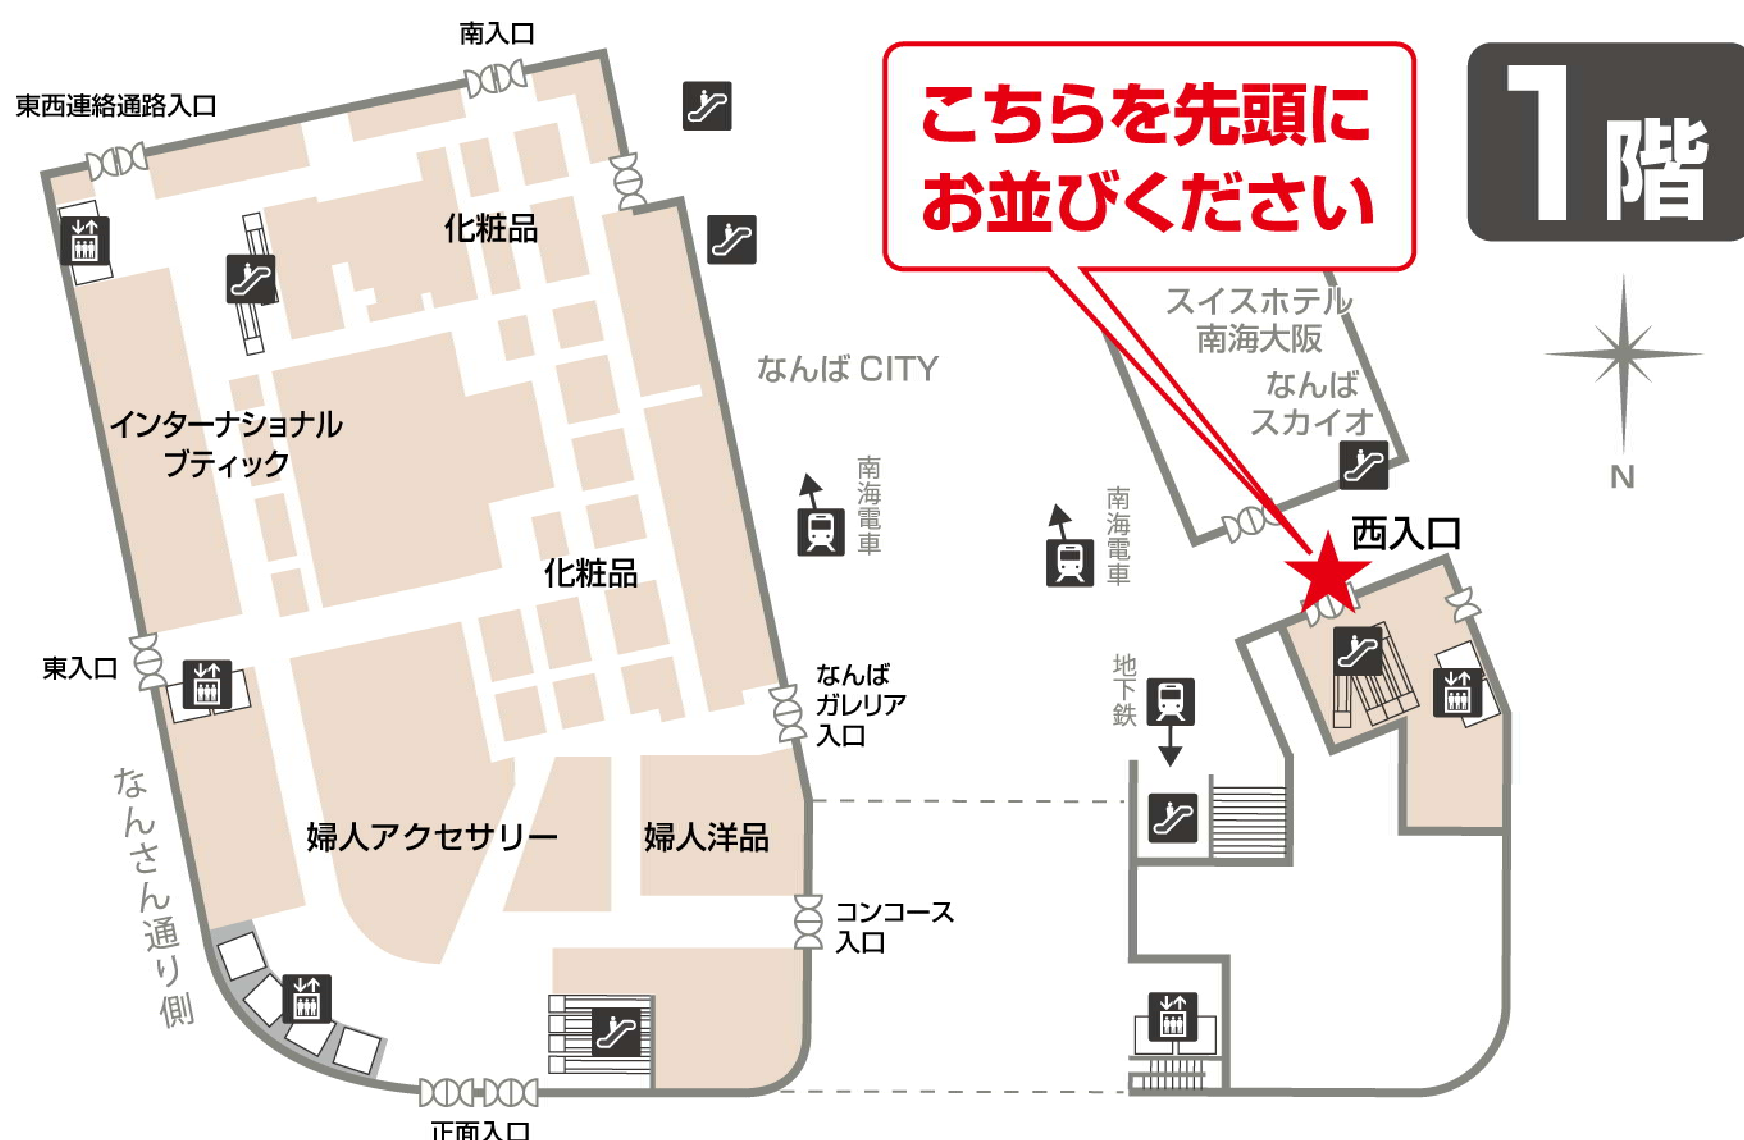 南入口
東西連絡通路入口
こちらを先頭に
お並びください
1階
化粧品
スイスホテル
南海大阪
なんば
スカイオ
なんば CITY
インターナショナル
ブティック
南海電車
南海電車
N
西入口
化粧品
東入口
なんば
ガレリア
入口
地下鉄
なんさん通り側
婦人アクセサリー
婦人洋品
コンコース
入口
正面入口